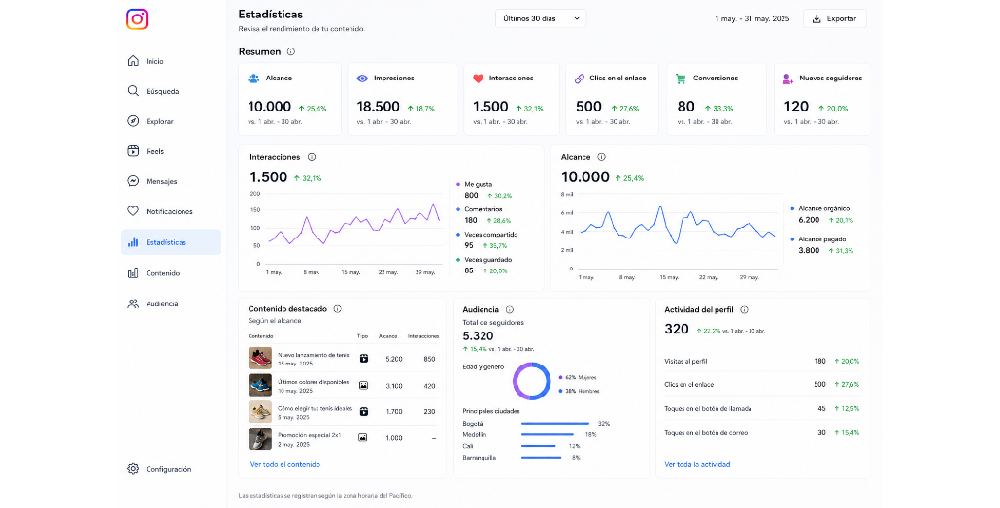 Estadísticas
Revisa el rendimiento de tu contenido.
Últimos 30 días
1 may. - 31 may. 2025
Exportar
Inicio
Búsqueda
Explorar
Reels
Mensajes
Notificaciones
Estadísticas
Contenido
Audiencia
Configuración
Resumen
Alcance
10.000 ↑ 25,4%
vs. 1 abr. - 30 abr.
Impresiones
18.500 ↑ 18,7%
vs. 1 abr. - 30 abr.
Interacciones
1.500 ↑ 32,1%
vs. 1 abr. - 30 abr.
Clics en el enlace
500 ↑ 27,6%
vs. 1 abr. - 30 abr.
Conversiones
80 ↑ 33,3%
vs. 1 abr. - 30 abr.
Nuevos seguidores
120 ↑ 20,0%
vs. 1 abr. - 30 abr.
Interacciones
1.500 ↑ 32,1%
200
150
100
50
0
1 may. 8 may. 15 may. 22 may. 29 may.
Me gusta
800 ↑ 30,2%
Comentarios
180 ↑ 28,6%
Veces compartido
95 ↑ 35,7%
Veces guardado
85 ↑ 20,0%
Alcance
10.000 ↑ 25,4%
8 mil
6 mil
4 mil
2 mil
0
1 may. 8 may. 15 may. 22 may. 29 may.
Alcance orgánico
6.200 ↑ 20,1%
Alcance pagado
3.800 ↑ 31,3%
Contenido destacado
Según el alcance
Contenido Tipo Alcance Interacciones
Nuevo lanzamiento de tenis
15 may. 2025
5.200 850
Últimos colores disponibles
10 may. 2025
3.100 420
Cómo elegir tus tenis ideales
5 may. 2025
1.700 230
Promoción especial 2x1
2 may. 2025
1.000 –
Ver todo el contenido
Audiencia
Total de seguidores
5.320
↑ 15,4% vs. 1 abr. - 30 abr.
Edad y género
62% Mujeres
38% Hombres
Principales ciudades
Bogotá 32%
Medellín 18%
Cali 12%
Barranquilla 8%
Actividad del perfil
320 ↑ 22,2% vs. 1 abr. - 30 abr.
Visitas al perfil 180 ↑ 20,0%
Clics en el enlace 500 ↑ 27,6%
Toques en el botón de llamada 45 ↑ 12,5%
Toques en el botón de correo 30 ↑ 15,4%
Ver toda la actividad
Las estadísticas se registran según la zona horaria del Pacífico.